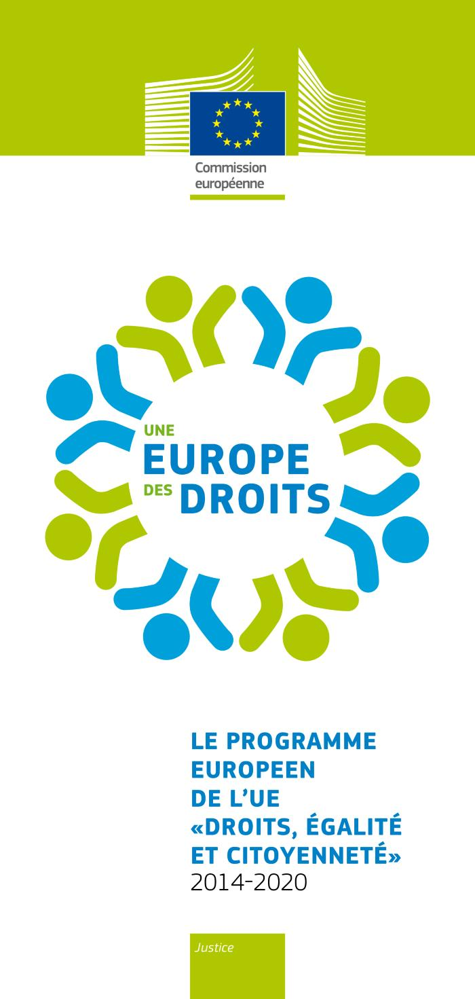 Commission
européenne
UNE
EUROPE
DES DROITS
LE PROGRAMME
EUROPEEN
DE L'UE
«DROITS, ÉGALITÉ
ET CITOYENNETÉ»
2014-2020
Justice